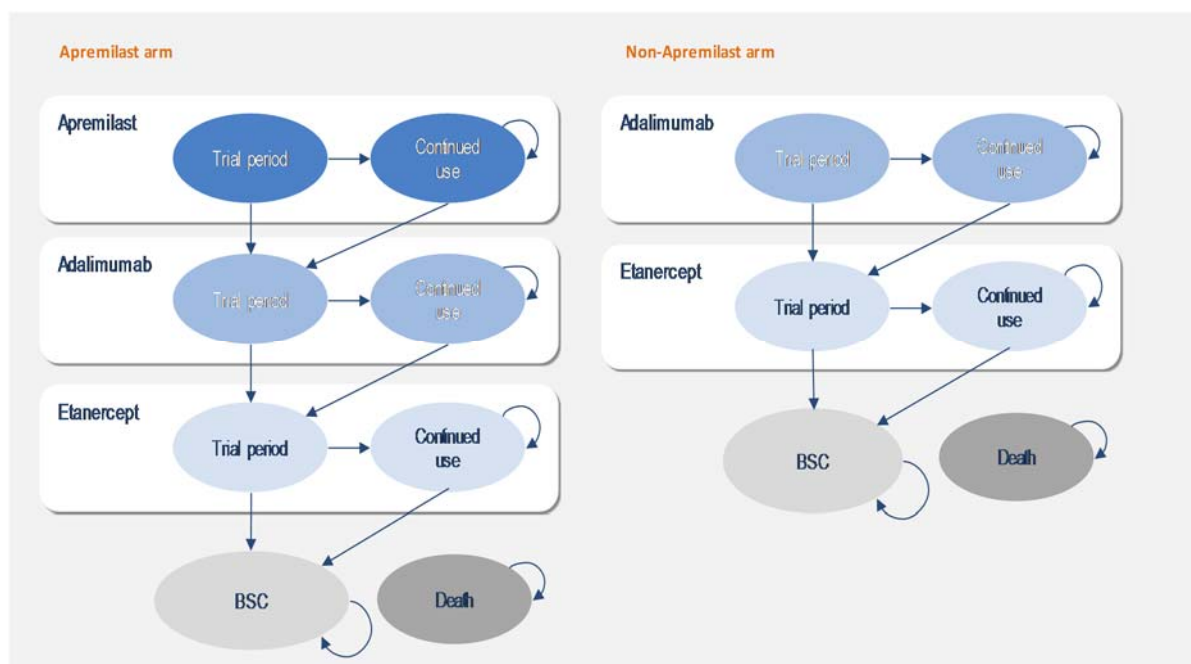 Apremilast arm
Apremilast
Trial period
Continued
use
Adalimumab
Trial period
Continued
use
Etanercept
Trial period
Continued
use
BSC
Death
Non-Apremilast arm
Adalimumab
Trial period
Continued
use
Etanercept
Trial period
Continued
use
BSC
Death